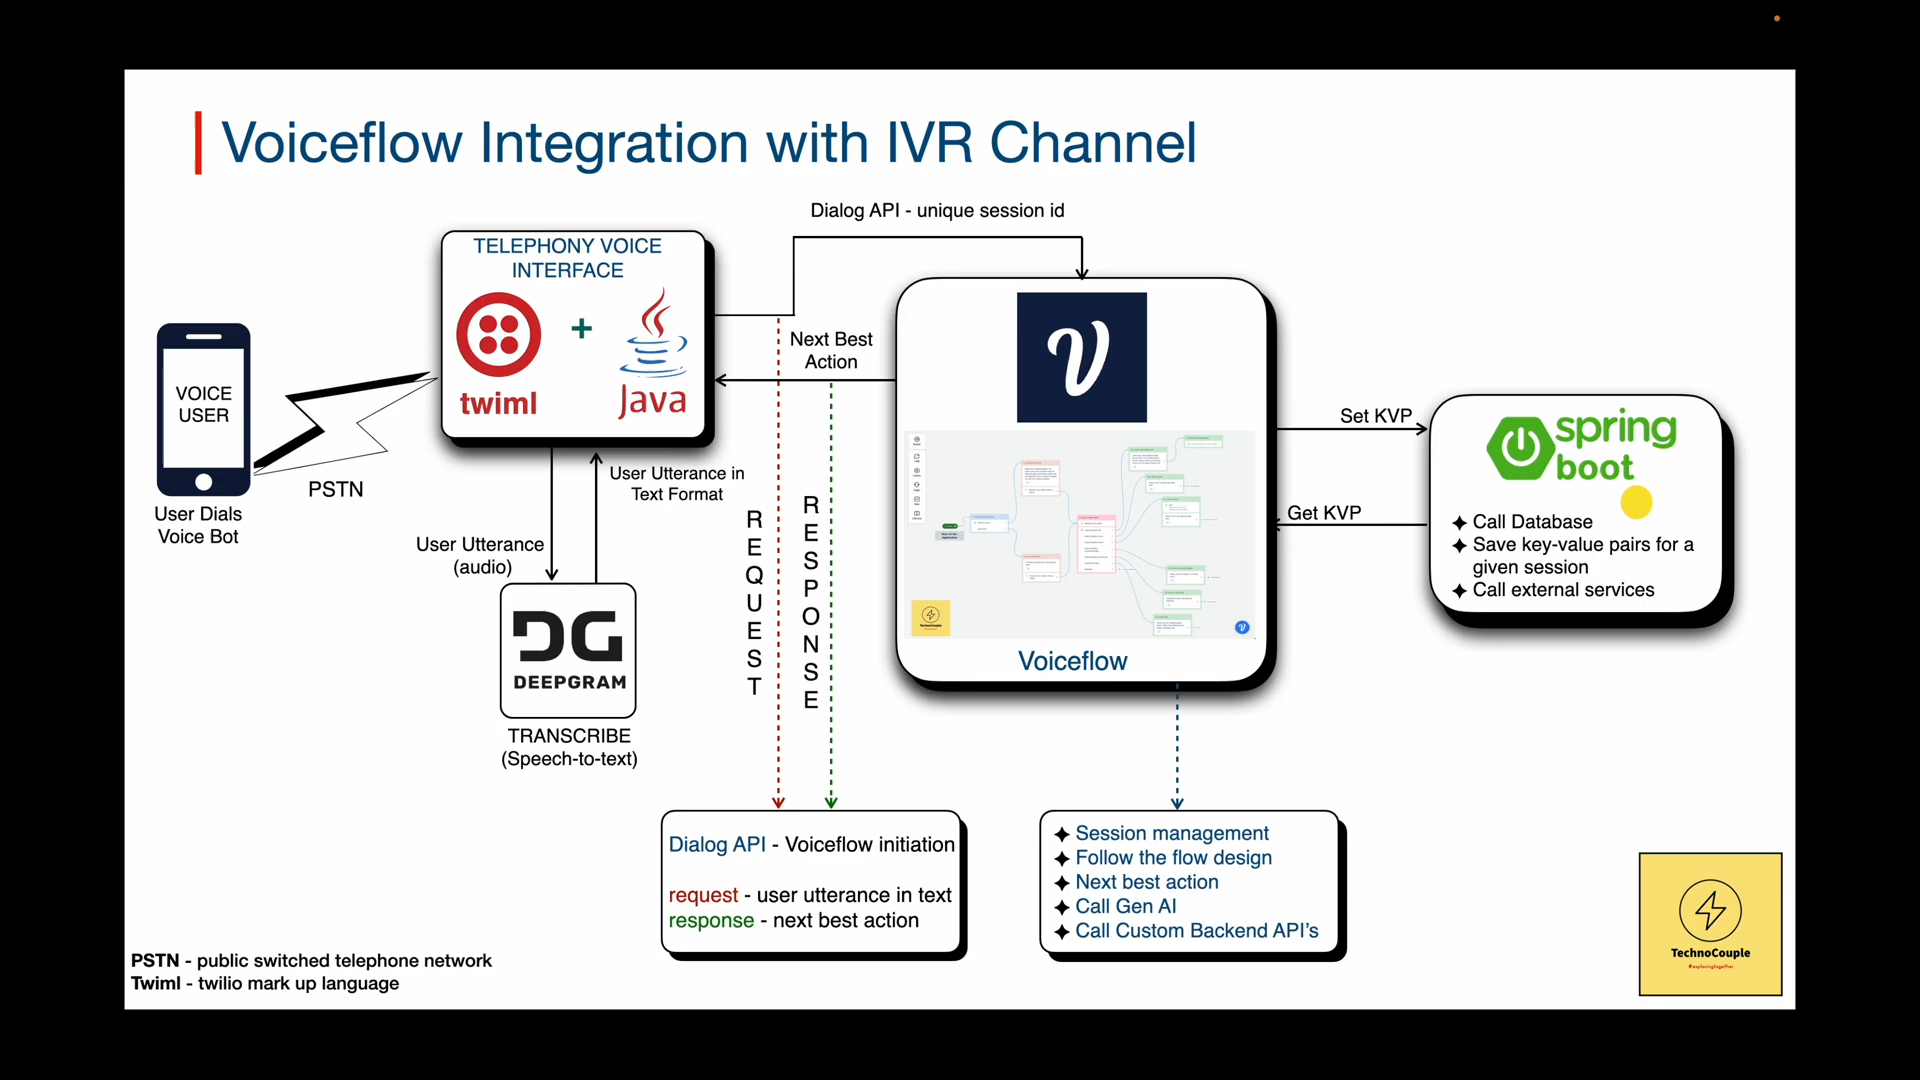 Voiceflow Integration with IVR Channel
Dialog API - unique session id
TELEPHONY VOICE
INTERFACE
twiml
+
Java
Next Best
Action
VOICE
USER
PSTN
User Dials
Voice Bot
User Utterance in
Text Format
User Utterance
(audio)
DG
DEEPGRAM
TRANSCRIBE
(Speech-to-text)
REQUEST
RESPONSE
Voiceflow
Set KVP
Get KVP
spring
boot
Call Database
Save key-value pairs for a
given session
Call external services
Dialog API - Voiceflow initiation
request - user utterance in text
response - next best action
Session management
Follow the flow design
Next best action
Call Gen AI
Call Custom Backend API’s
PSTN - public switched telephone network
Twiml - twilio mark up language
TechnoCouple
#exploringtogether